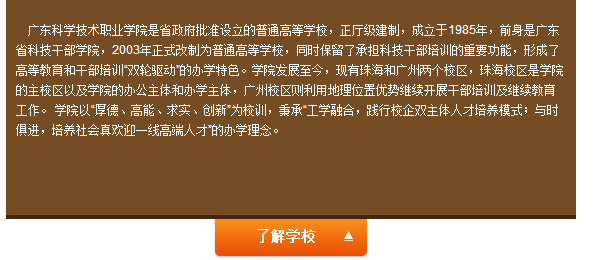 广东科学技术职业学院是省政府批准设立的普通高等学校，正厅级建制，成立于1985年，前身是广东
省科技干部学院，2003年正式改制为普通高等学校，同时保留了承担科技干部培训的重要功能，形成了
高等教育和干部培训“双轮驱动”的办学特色。学院发展至今，现有珠海和广州两个校区，珠海校区是学院
的主校区以及学院的办公主体和办学主体，广州校区则利用地理位置优势继续开展干部培训及继续教育
工作。 学院以“厚德、高能、求实、创新”为校训，秉承“工学融合，践行校企双主体人才培养模式；与时
俱进，培养社会真欢迎一线高端人才”的办学理念。
了解学校